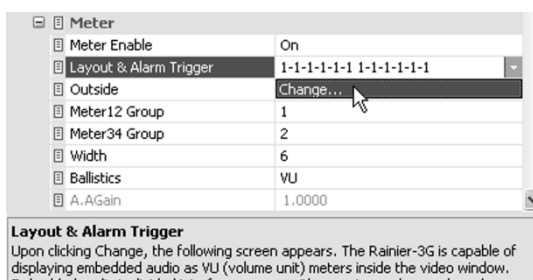 Meter
Meter Enable On
Layout & Alarm Trigger 1-1-1-1-1-1 1-1-1-1-1-1
Outside Change...
Meter12 Group 1
Meter34 Group 2
Width 6
Ballistics VU
A.AGain 1.0000
Layout & Alarm Trigger
Upon clicking Change, the following screen appears. The Rainier-3G is capable of
displaying embedded audio as VU (volume unit) meters inside the video window.